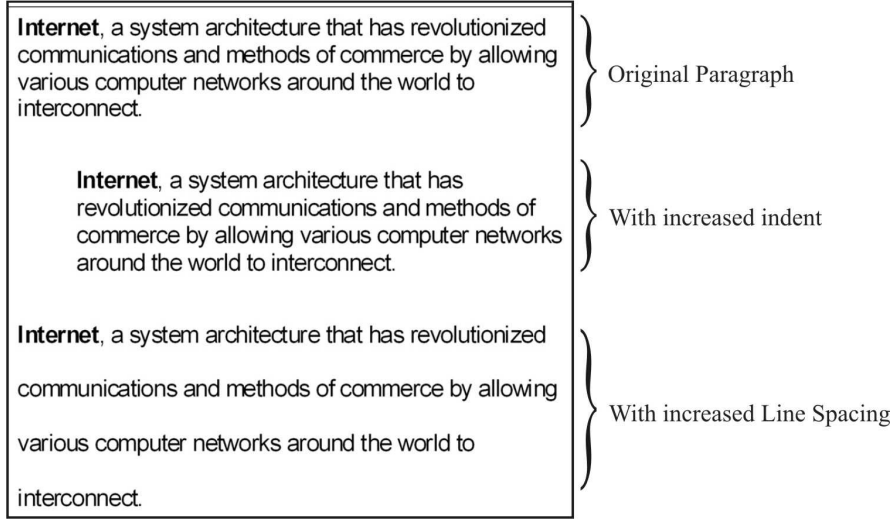 Internet, a system architecture that has revolutionized
communications and methods of commerce by allowing
various computer networks around the world to
interconnect.
Original Paragraph
Internet, a system architecture that has
revolutionized communications and methods of
commerce by allowing various computer networks
around the world to interconnect.
With increased indent
Internet, a system architecture that has revolutionized
communications and methods of commerce by allowing
various computer networks around the world to
interconnect.
With increased Line Spacing